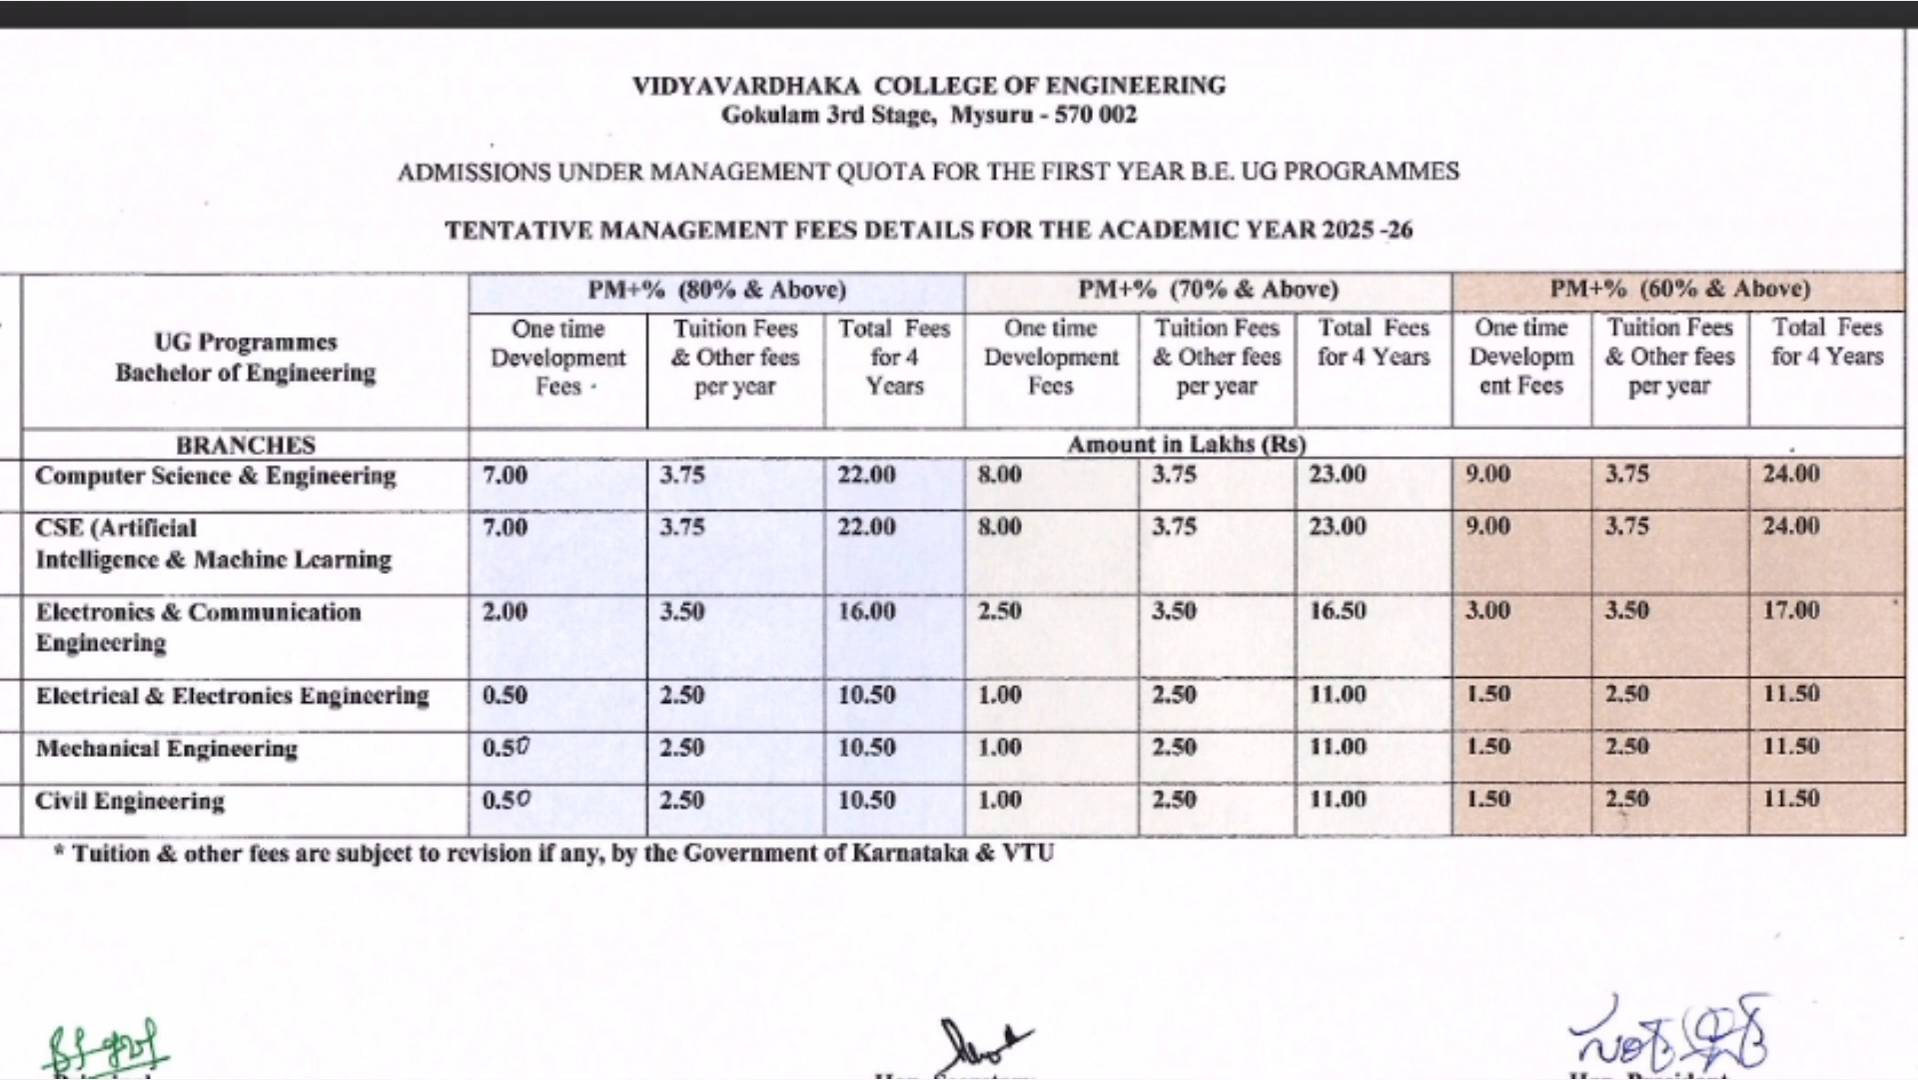 VIDYAVARDHAKA COLLEGE OF ENGINEERING
Gokulam 3rd Stage, Mysuru - 570 002
ADMISSIONS UNDER MANAGEMENT QUOTA FOR THE FIRST YEAR B.E. UG PROGRAMMES
TENTATIVE MANAGEMENT FEES DETAILS FOR THE ACADEMIC YEAR 2025 -26
UG Programmes
Bachelor of Engineering
PM+% (80% & Above) PM+% (70% & Above) PM+% (60% & Above)
One time Tuition Fees Total Fees One time Tuition Fees Total Fees One time Tuition Fees Total Fees
Development & Other fees for 4 Development & Other fees for 4 Years Developm & Other fees for 4 Years
Fees per year Years Fees per year ent Fees per year
BRANCHES Amount in Lakhs (Rs)
Computer Science & Engineering 7.00 3.75 22.00 8.00 3.75 23.00 9.00 3.75 24.00
CSE (Artificial 7.00 3.75 22.00 8.00 3.75 23.00 9.00 3.75 24.00
Intelligence & Machine Learning
Electronics & Communication 2.00 3.50 16.00 2.50 3.50 16.50 3.00 3.50 17.00
Engineering
Electrical & Electronics Engineering 0.50 2.50 10.50 1.00 2.50 11.00 1.50 2.50 11.50
Mechanical Engineering 0.50 2.50 10.50 1.00 2.50 11.00 1.50 2.50 11.50
Civil Engineering 0.50 2.50 10.50 1.00 2.50 11.00 1.50 2.50 11.50
* Tuition & other fees are subject to revision if any, by the Government of Karnataka & VTU